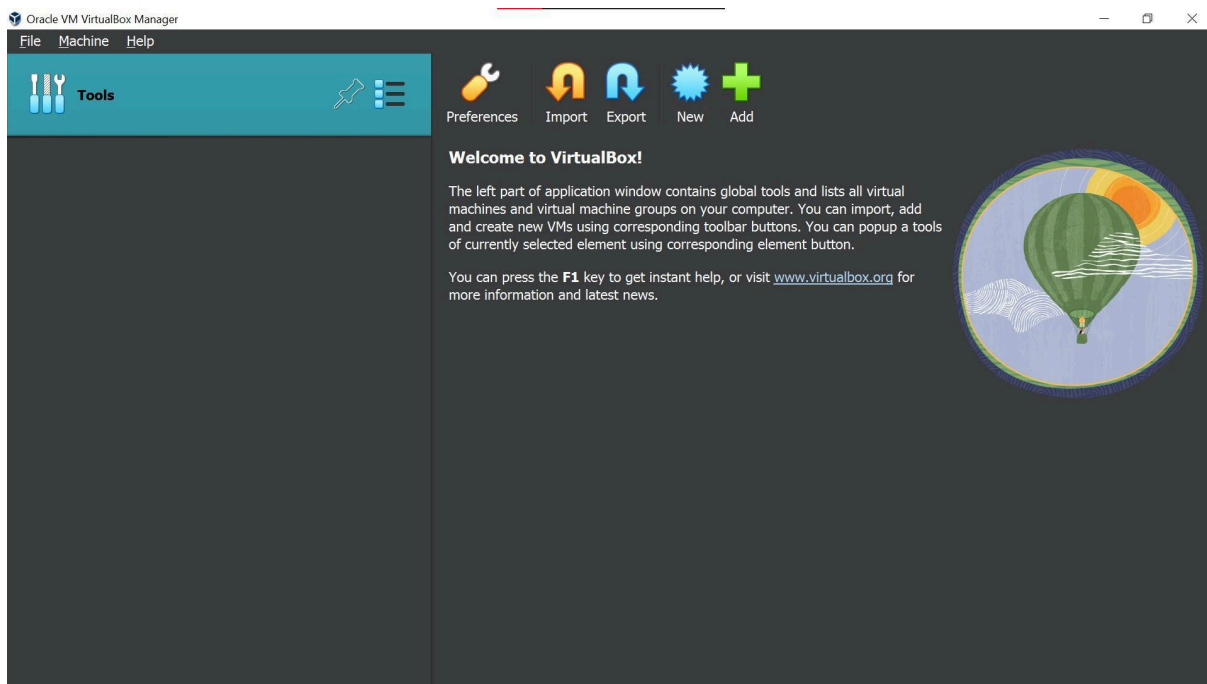 Oracle VM VirtualBox Manager
File Machine Help
Tools
Preferences Import Export New Add
Welcome to VirtualBox!
The left part of application window contains global tools and lists all virtual
machines and virtual machine groups on your computer. You can import, add
and create new VMs using corresponding toolbar buttons. You can popup a tools
of currently selected element using corresponding element button.
You can press the F1 key to get instant help, or visit www.virtualbox.org for
more information and latest news.